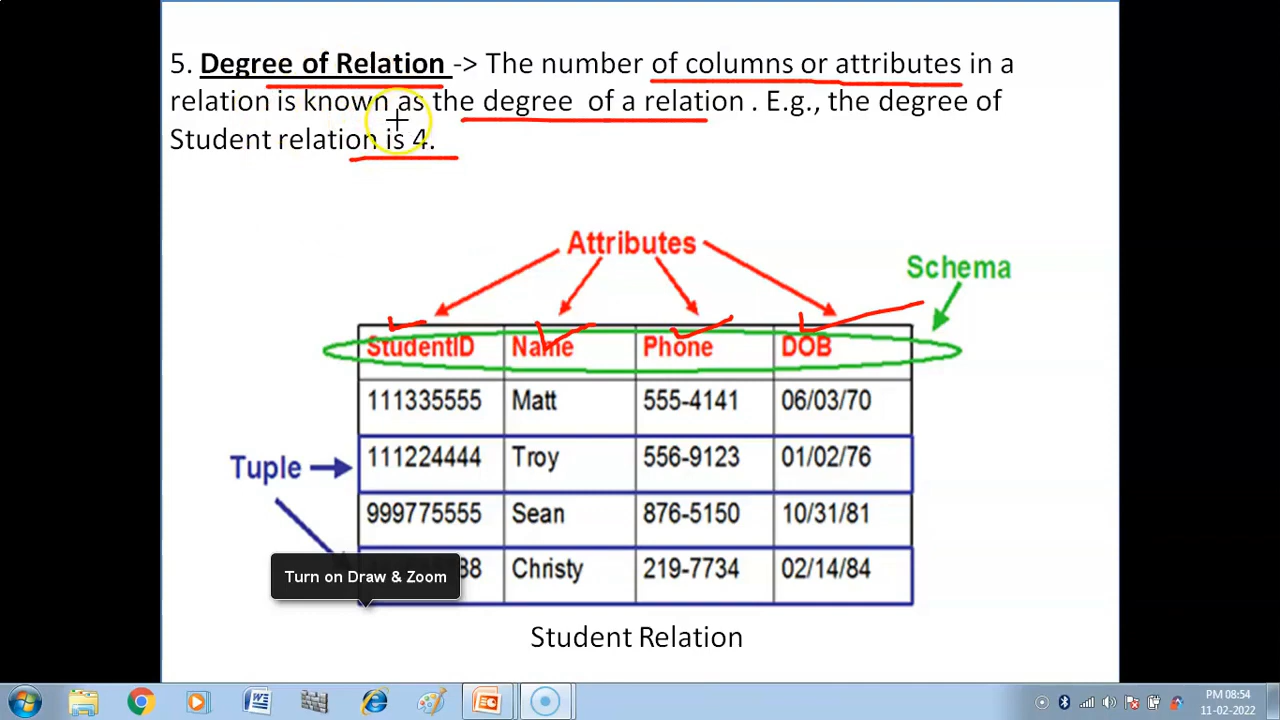 5. Degree of Relation -> The number of columns or attributes in a
relation is known as the degree of a relation . E.g., the degree of
Student relation is 4.
Attributes
Schema
StudentID Name Phone DOB
111335555 Matt 555-4141 06/03/70
Tuple 111224444 Troy 556-9123 01/02/76
999775555 Sean 876-5150 10/31/81
88 Christy 219-7734 02/14/84
Turn on Draw & Zoom
Student Relation
PM 08:54
11-02-2022